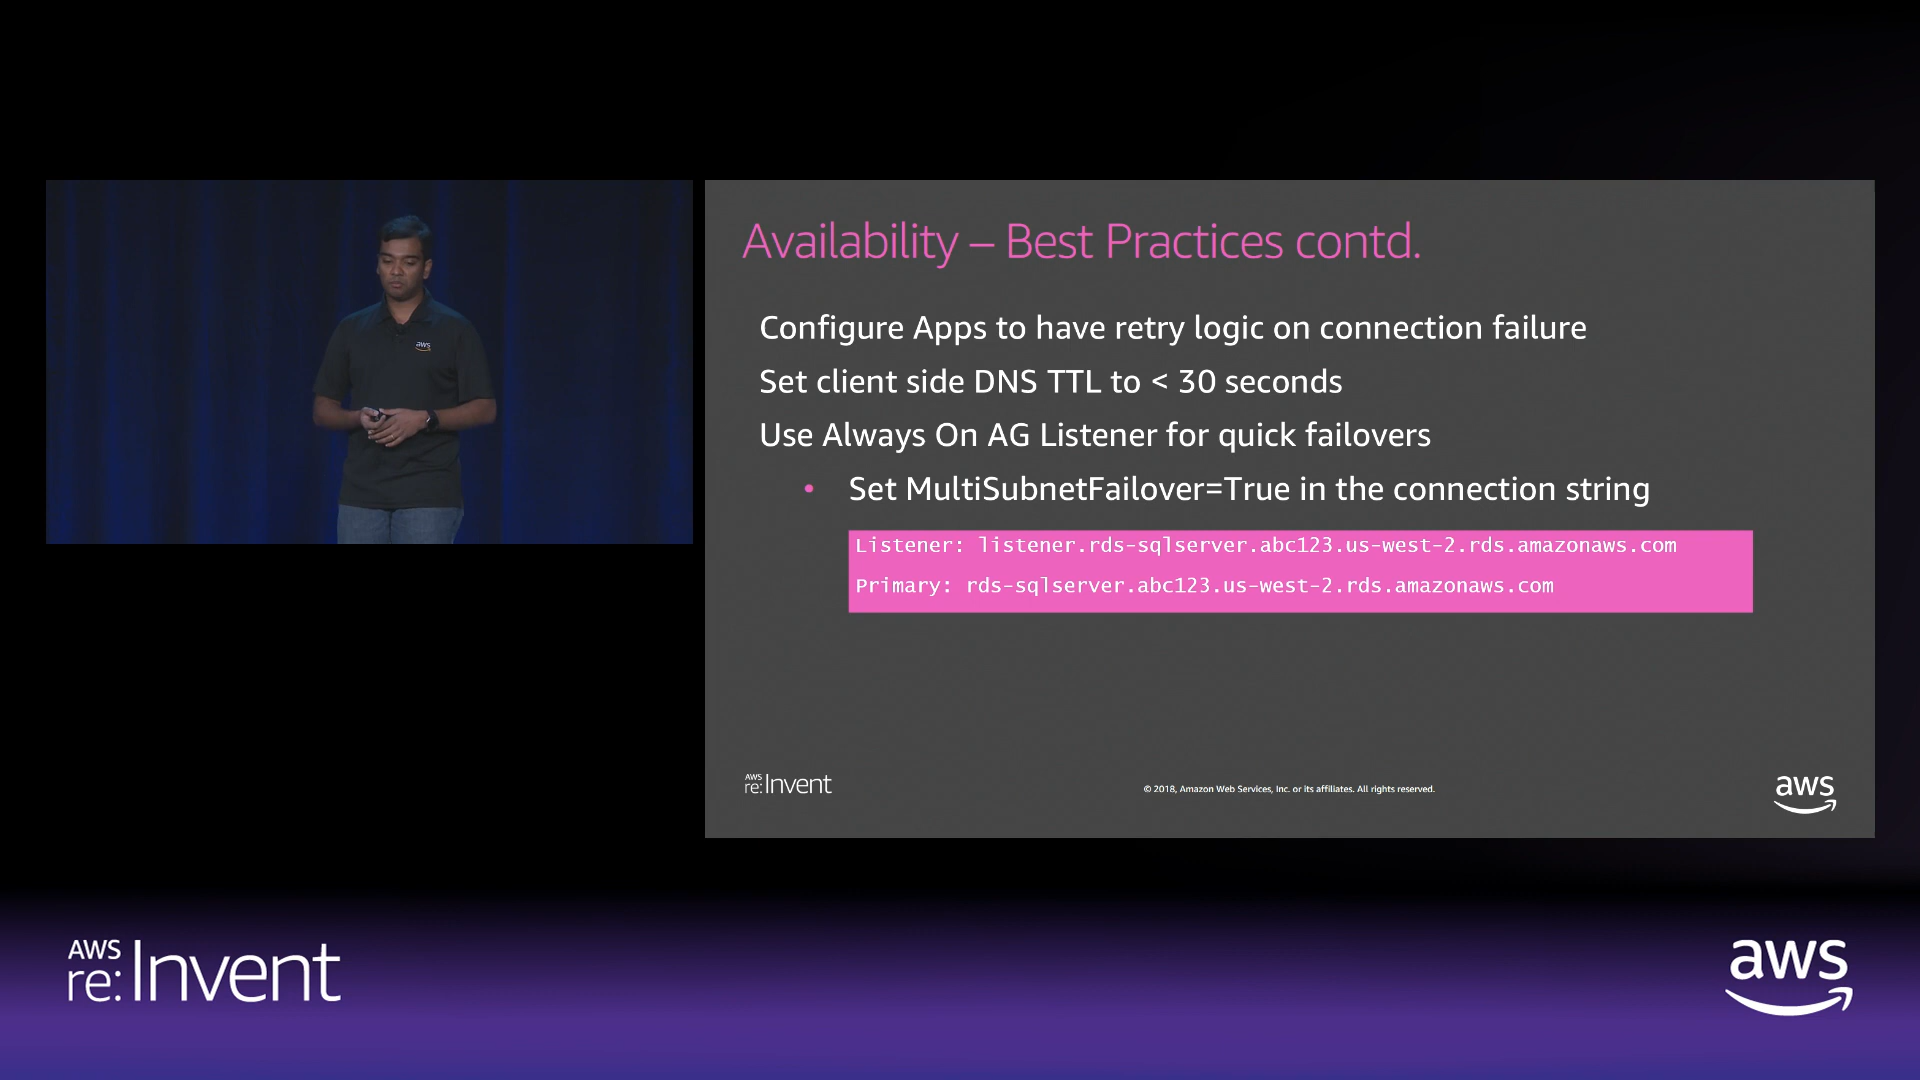 aws
Availability – Best Practices contd.
Configure Apps to have retry logic on connection failure
Set client side DNS TTL to < 30 seconds
Use Always On AG Listener for quick failovers
• Set MultiSubnetFailover=True in the connection string
Listener: listener.rds-sqlserver.abc123.us-west-2.rds.amazonaws.com
Primary: rds-sqlserver.abc123.us-west-2.rds.amazonaws.com
AWS
re:Invent
© 2018, Amazon Web Services, Inc. or its affiliates. All rights reserved.
aws
AWS
re:Invent
aws